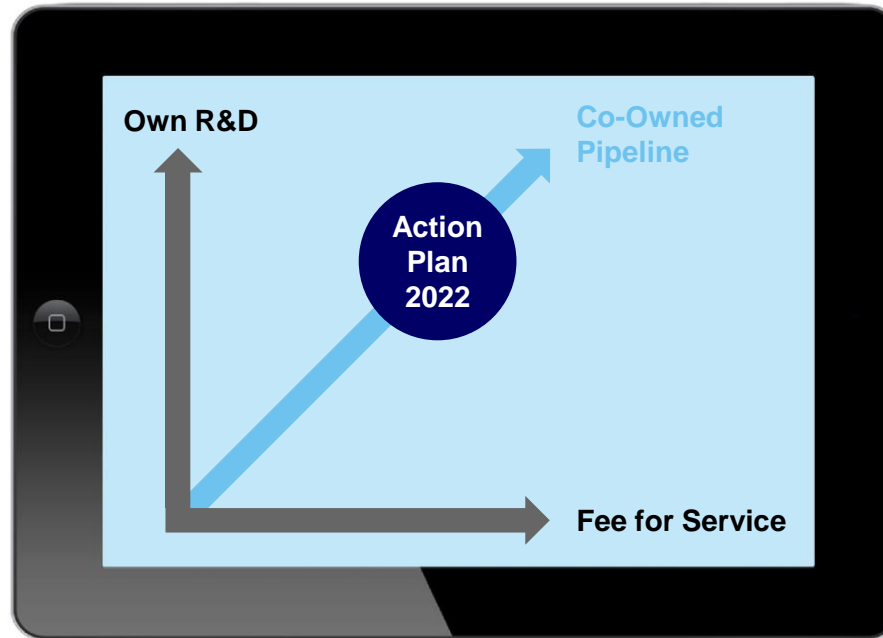 Own R&D
Co-Owned
Pipeline
Action
Plan
2022
Fee for Service